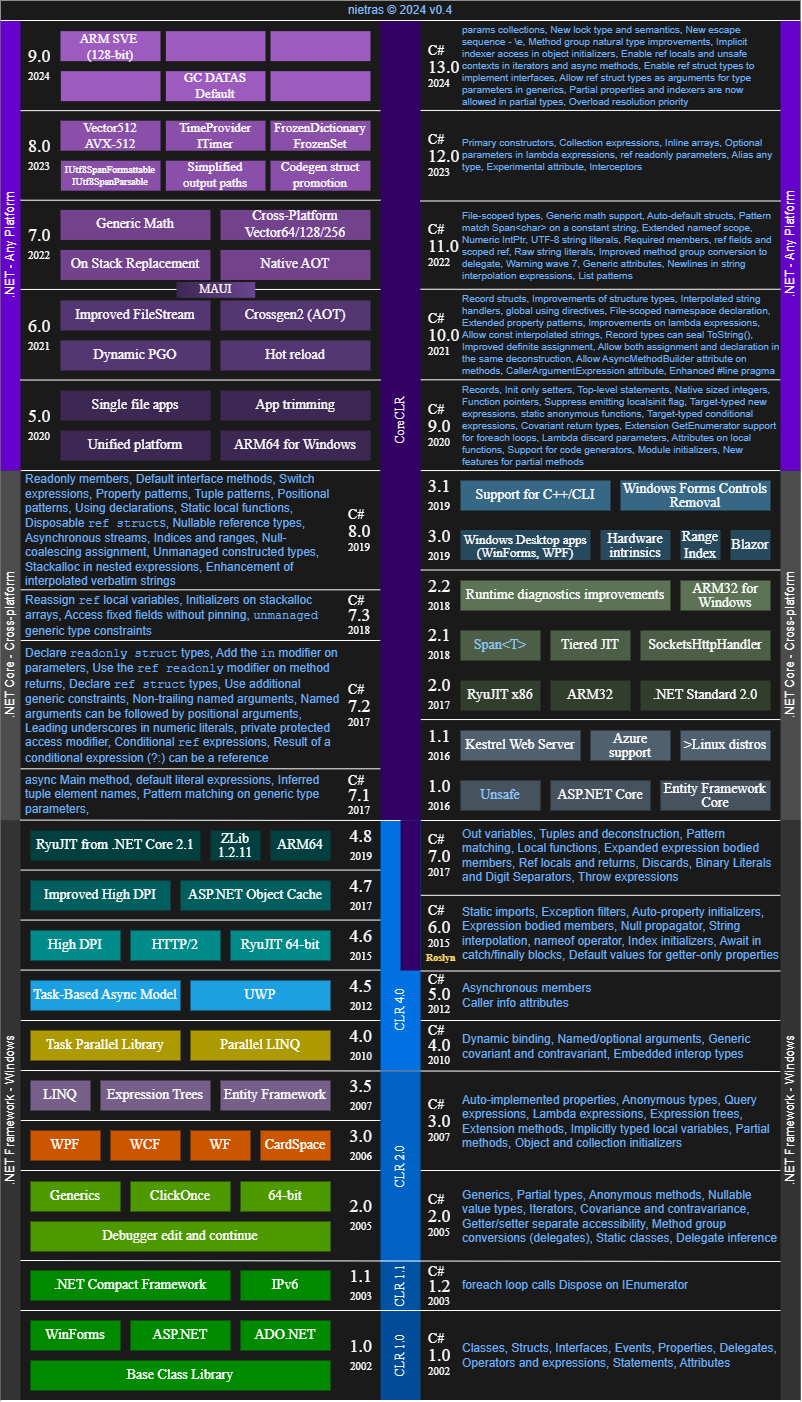 nietras © 2024 v0.4
.NET - Any Platform
9.0
2024
ARM SVE
(128-bit)
GC DATAS
Default
8.0
2023
Vector512
AVX-512
TimeProvider
ITimer
FrozenDictionary
FrozenSet
IUtf8SpanFormattable
IUtf8SpanParsable
Simplified
output paths
Codegen struct
promotion
7.0
2022
Generic Math
Cross-Platform
Vector64/128/256
On Stack Replacement
Native AOT
MAUI
6.0
2021
Improved FileStream
Crossgen2 (AOT)
Dynamic PGO
Hot reload
5.0
2020
Single file apps
App trimming
Unified platform
ARM64 for Windows
CoreCLR
C#
13.0
2024
params collections, New lock type and semantics, New escape
sequence - \e, Method group natural type improvements, Implicit
indexer access in object initializers, Enable ref locals and unsafe
contexts in iterators and async methods, Enable ref struct types to
implement interfaces, Allow ref struct types as arguments for type
parameters in generics, Partial properties and indexers are now
allowed in partial types, Overload resolution priority
C#
12.0
2023
Primary constructors, Collection expressions, Inline arrays, Optional
parameters in lambda expressions, ref readonly parameters, Alias any
type, Experimental attribute, Interceptors
C#
11.0
2022
File-scoped types, Generic math support, Auto-default structs, Pattern
match Span<char> on a constant string, Extended nameof scope,
Numeric IntPtr, UTF-8 string literals, Required members, ref fields and
scoped ref, Raw string literals, Improved method group conversion to
delegate, Warning wave 7, Generic attributes, Newlines in string
interpolation expressions, List patterns
C#
10.0
2021
Record structs, Improvements of structure types, Interpolated string
handlers, global using directives, File-scoped namespace declaration,
Extended property patterns, Improvements on lambda expressions,
Allow const interpolated strings, Record types can seal ToString(),
Improved definite assignment, Allow both assignment and declaration in
the same deconstruction, Allow AsyncMethodBuilder attribute on
methods, CallerArgumentExpression attribute, Enhanced #line pragma
C#
9.0
2020
Records, Init only setters, Top-level statements, Native sized integers,
Function pointers, Suppress emitting localsinit flag, Target-typed new
expressions, static anonymous functions, Target-typed conditional
expressions, Covariant return types, Extension GetEnumerator support
for foreach loops, Lambda discard parameters, Attributes on local
functions, Support for code generators, Module initializers, New
features for partial methods
.NET - Any Platform
.NET Core - Cross-platform
Readonly members, Default interface methods, Switch
expressions, Property patterns, Tuple patterns, Positional
patterns, Using declarations, Static local functions,
Disposable ref structs, Nullable reference types,
Asynchronous streams, Indices and ranges, Null-
coalescing assignment, Unmanaged constructed types,
Stackalloc in nested expressions, Enhancement of
interpolated verbatim strings
C#
8.0
2019
Reassign ref local variables, Initializers on stackalloc
arrays, Access fixed fields without pinning, unmanaged
generic type constraints
C#
7.3
2018
Declare readonly struct types, Add the in modifier on
parameters, Use the ref readonly modifier on method
returns, Declare ref struct types, Use additional
generic constraints, Non-trailing named arguments, Named
arguments can be followed by positional arguments,
Leading underscores in numeric literals, private protected
access modifier, Conditional ref expressions, Result of a
conditional expression (?:) can be a reference
C#
7.2
2017
async Main method, default literal expressions, Inferred
tuple element names, Pattern matching on generic type
parameters,
C#
7.1
2017
3.1
2019
Support for C++/CLI
Windows Forms Controls
Removal
3.0
2019
Windows Desktop apps
(WinForms, WPF)
Hardware
intrinsics
Range
Index
Blazor
2.2
2018
Runtime diagnostics improvements
ARM32 for
Windows
2.1
2018
Span<T>
Tiered JIT
SocketsHttpHandler
2.0
2017
RyuJIT x86
ARM32
.NET Standard 2.0
1.1
2016
Kestrel Web Server
Azure
support
>Linux distros
1.0
2016
Unsafe
ASP.NET Core
Entity Framework
Core
.NET Core - Cross-platform
.NET Framework - Windows
RyuJIT from .NET Core 2.1
ZLib
1.2.11
ARM64
4.8
2019
Improved High DPI
ASP.NET Object Cache
4.7
2017
High DPI
HTTP/2
RyuJIT 64-bit
4.6
2015
Task-Based Async Model
UWP
4.5
2012
Task Parallel Library
Parallel LINQ
4.0
2010
LINQ
Expression Trees
Entity Framework
3.5
2007
WPF
WCF
WF
CardSpace
3.0
2006
Generics
ClickOnce
64-bit
Debugger edit and continue
2.0
2005
.NET Compact Framework
IPv6
1.1
2003
WinForms
ASP.NET
ADO.NET
Base Class Library
1.0
2002
CLR 4.0
CLR 2.0
CLR 1.1
CLR 1.0
C#
7.0
2017
Out variables, Tuples and deconstruction, Pattern
matching, Local functions, Expanded expression bodied
members, Ref locals and returns, Discards, Binary Literals
and Digit Separators, Throw expressions
C#
6.0
2015
Roslyn
Static imports, Exception filters, Auto-property initializers,
Expression bodied members, Null propagator, String
interpolation, nameof operator, Index initializers, Await in
catch/finally blocks, Default values for getter-only properties
C#
5.0
2012
Asynchronous members
Caller info attributes
C#
4.0
2010
Dynamic binding, Named/optional arguments, Generic
covariant and contravariant, Embedded interop types
C#
3.0
2007
Auto-implemented properties, Anonymous types, Query
expressions, Lambda expressions, Expression trees,
Extension methods, Implicitly typed local variables, Partial
methods, Object and collection initializers
C#
2.0
2005
Generics, Partial types, Anonymous methods, Nullable
value types, Iterators, Covariance and contravariance,
Getter/setter separate accessibility, Method group
conversions (delegates), Static classes, Delegate inference
C#
1.2
2003
foreach loop calls Dispose on IEnumerator
C#
1.0
2002
Classes, Structs, Interfaces, Events, Properties, Delegates,
Operators and expressions, Statements, Attributes
.NET Framework - Windows